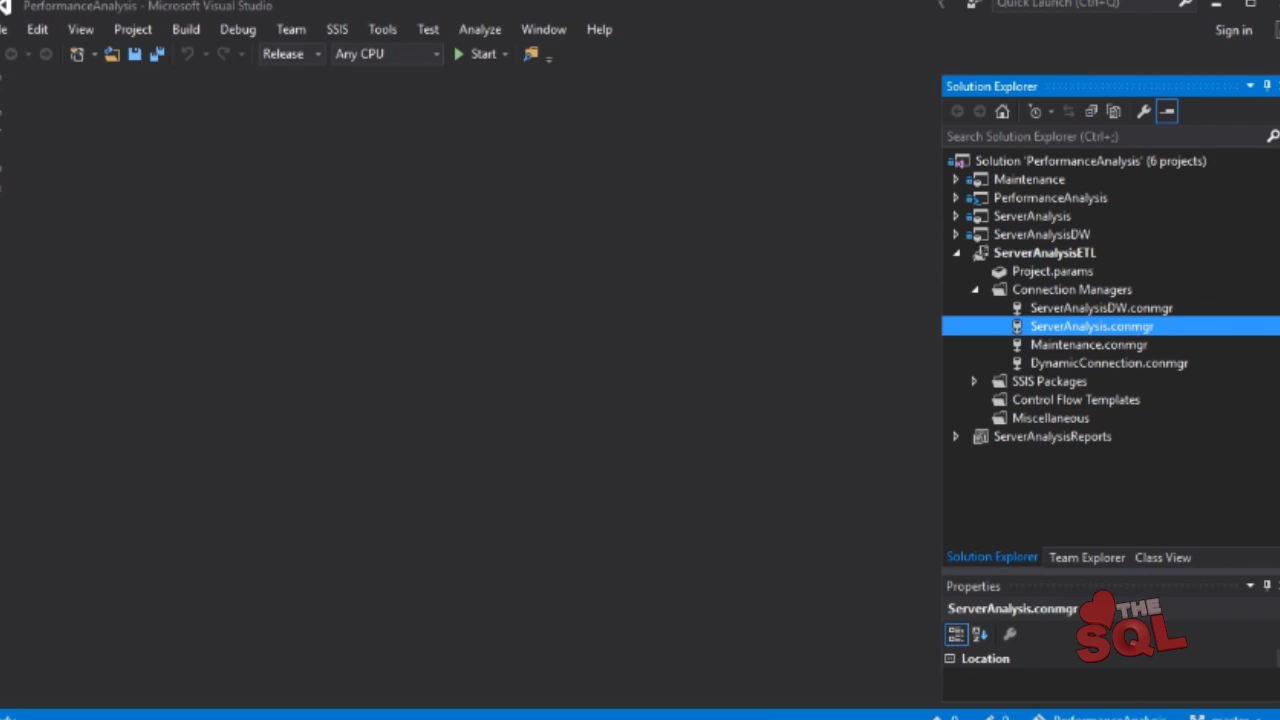 PerformanceAnalysis - Microsoft Visual Studio
Quick Launch (Ctrl+Q)
Edit View Project Build Debug Team SSIS Tools Test Analyze Window Help
Sign in
Release Any CPU Start
Solution Explorer
Search Solution Explorer (Ctrl+;)
Solution 'PerformanceAnalysis' (6 projects)
Maintenance
PerformanceAnalysis
ServerAnalysis
ServerAnalysisDW
ServerAnalysisETL
Project.params
Connection Managers
ServerAnalysisDW.conmgr
ServerAnalysis.conmgr
Maintenance.conmgr
DynamicConnection.conmgr
SSIS Packages
Control Flow Templates
Miscellaneous
ServerAnalysisReports
Solution Explorer Team Explorer Class View
Properties
ServerAnalysis.conmgr
THE
SQL
Location